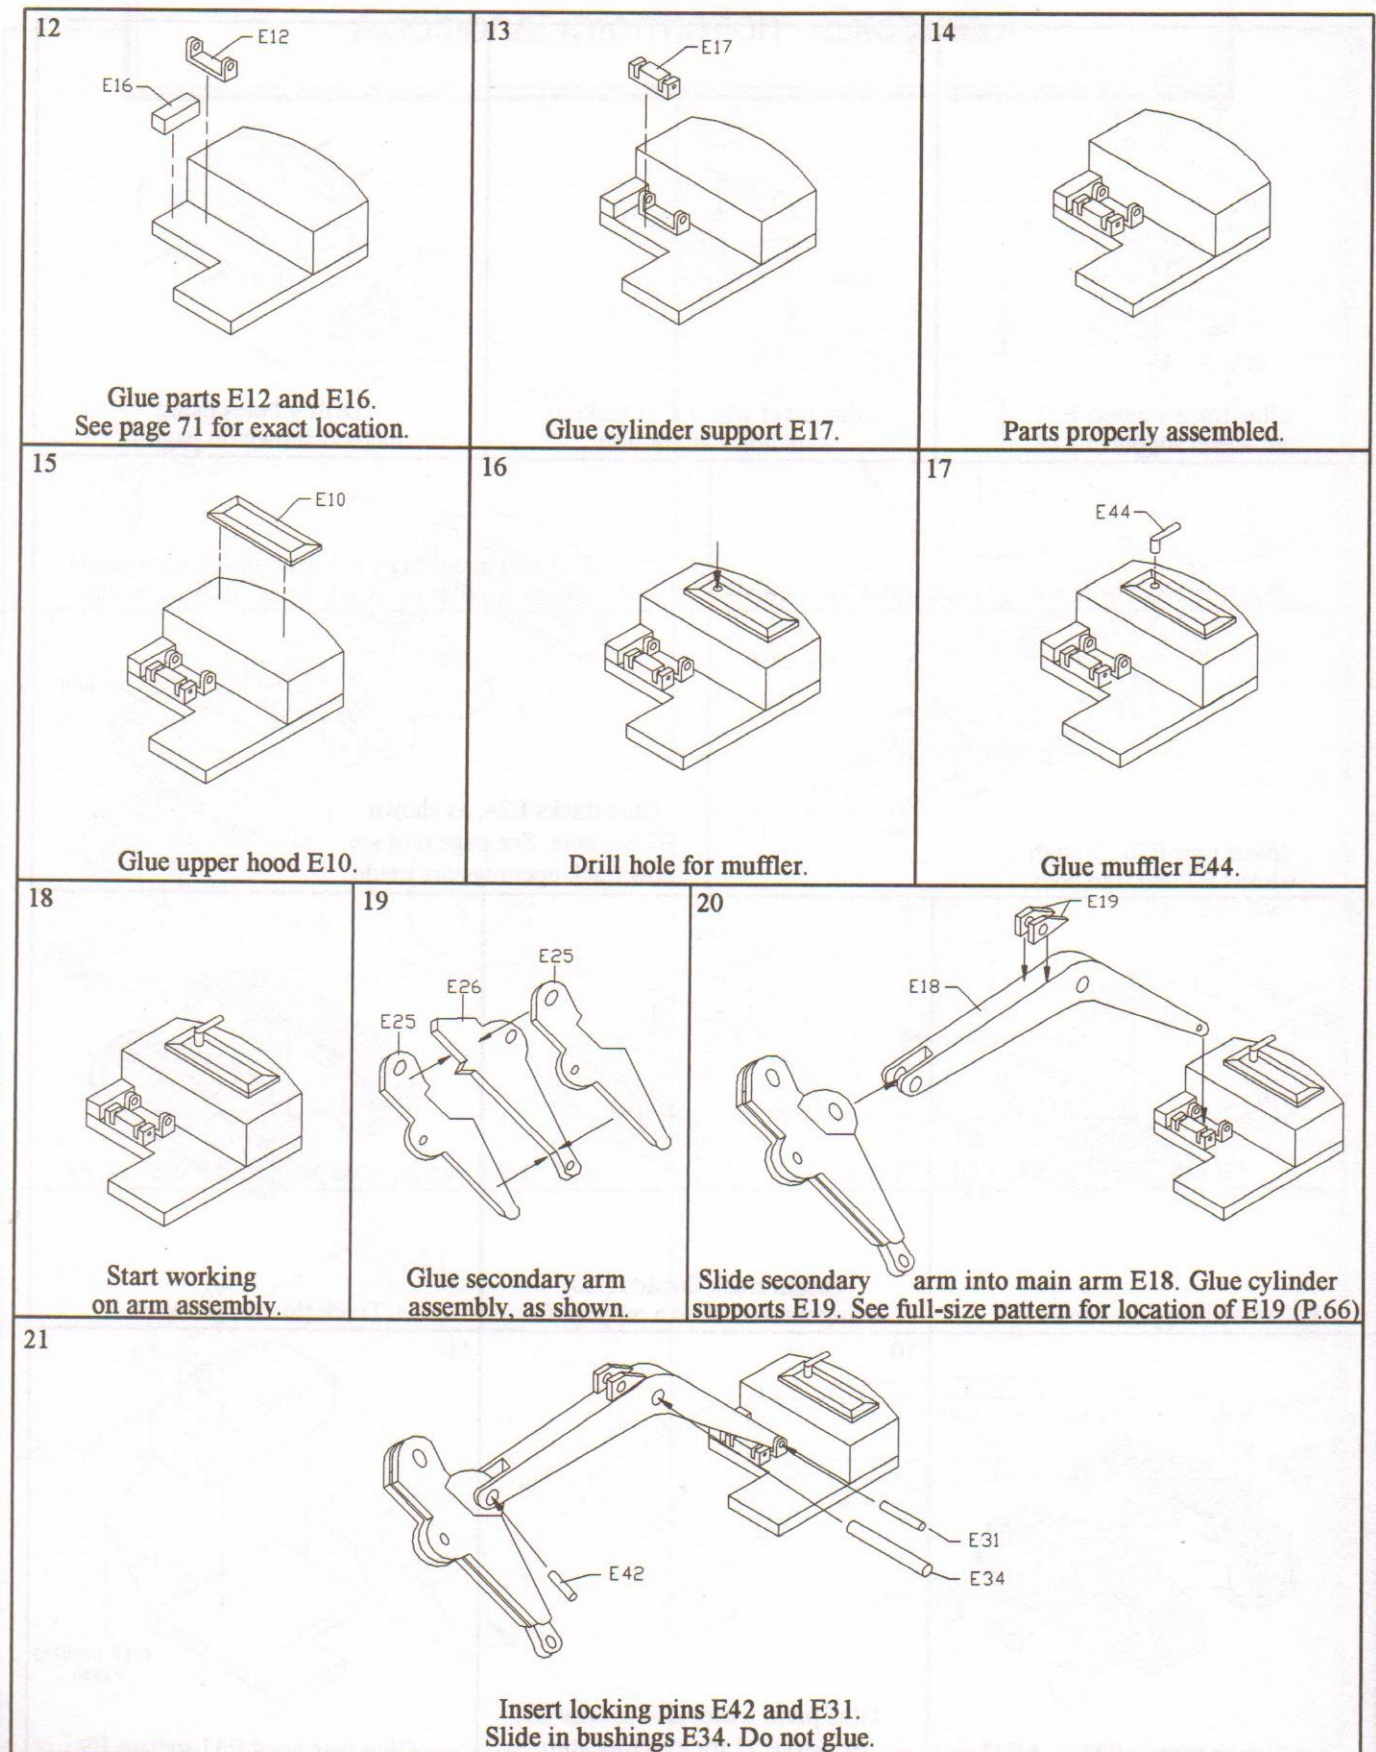 12
E12
E16
Glue parts E12 and E16.
See page 71 for exact location.
13
E17
Glue cylinder support E17.
14
Parts properly assembled.
15
E10
Glue upper hood E10.
16
Drill hole for muffler.
17
E44
Glue muffler E44.
18
Start working
on arm assembly.
19
E25
E26
E25
Glue secondary arm
assembly, as shown.
20
E19
E18
Slide secondary arm into main arm E18. Glue cylinder
supports E19. See full-size pattern for location of E19 (P.66)
21
E31
E34
E42
Insert locking pins E42 and E31.
Slide in bushings E34. Do not glue.